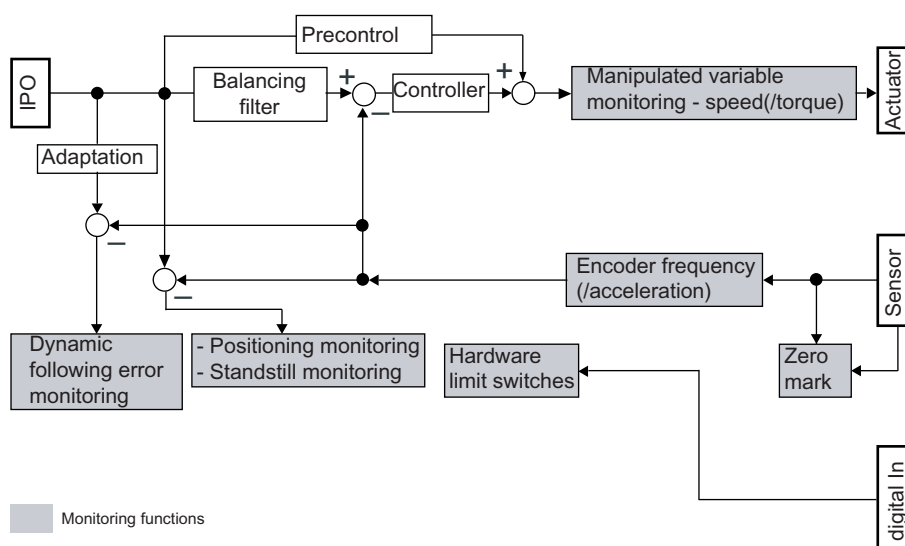 Precontrol
IPO
Balancing
filter
+
−
Controller
+
Manipulated variable
monitoring - speed(/torque)
Actuator
Adaptation
−
−
Encoder frequency
(/acceleration)
Sensor
Dynamic
following error
monitoring
- Positioning monitoring
- Standstill monitoring
Hardware
limit switches
Zero
mark
digital In
Monitoring functions